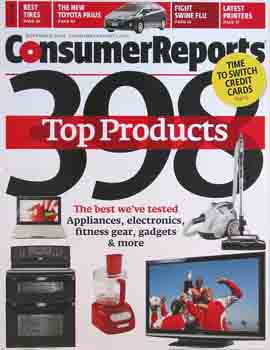 BEST TIRES
THE NEW TOYOTA PRIUS
FIGHT SWINE FLU
LATEST PRINTERS
ConsumerReports
TIME
TO SWITCH
CREDIT
CARDS
398
Top Products
The best we've tested
Appliances, electronics,
fitness gear, gadgets
& more